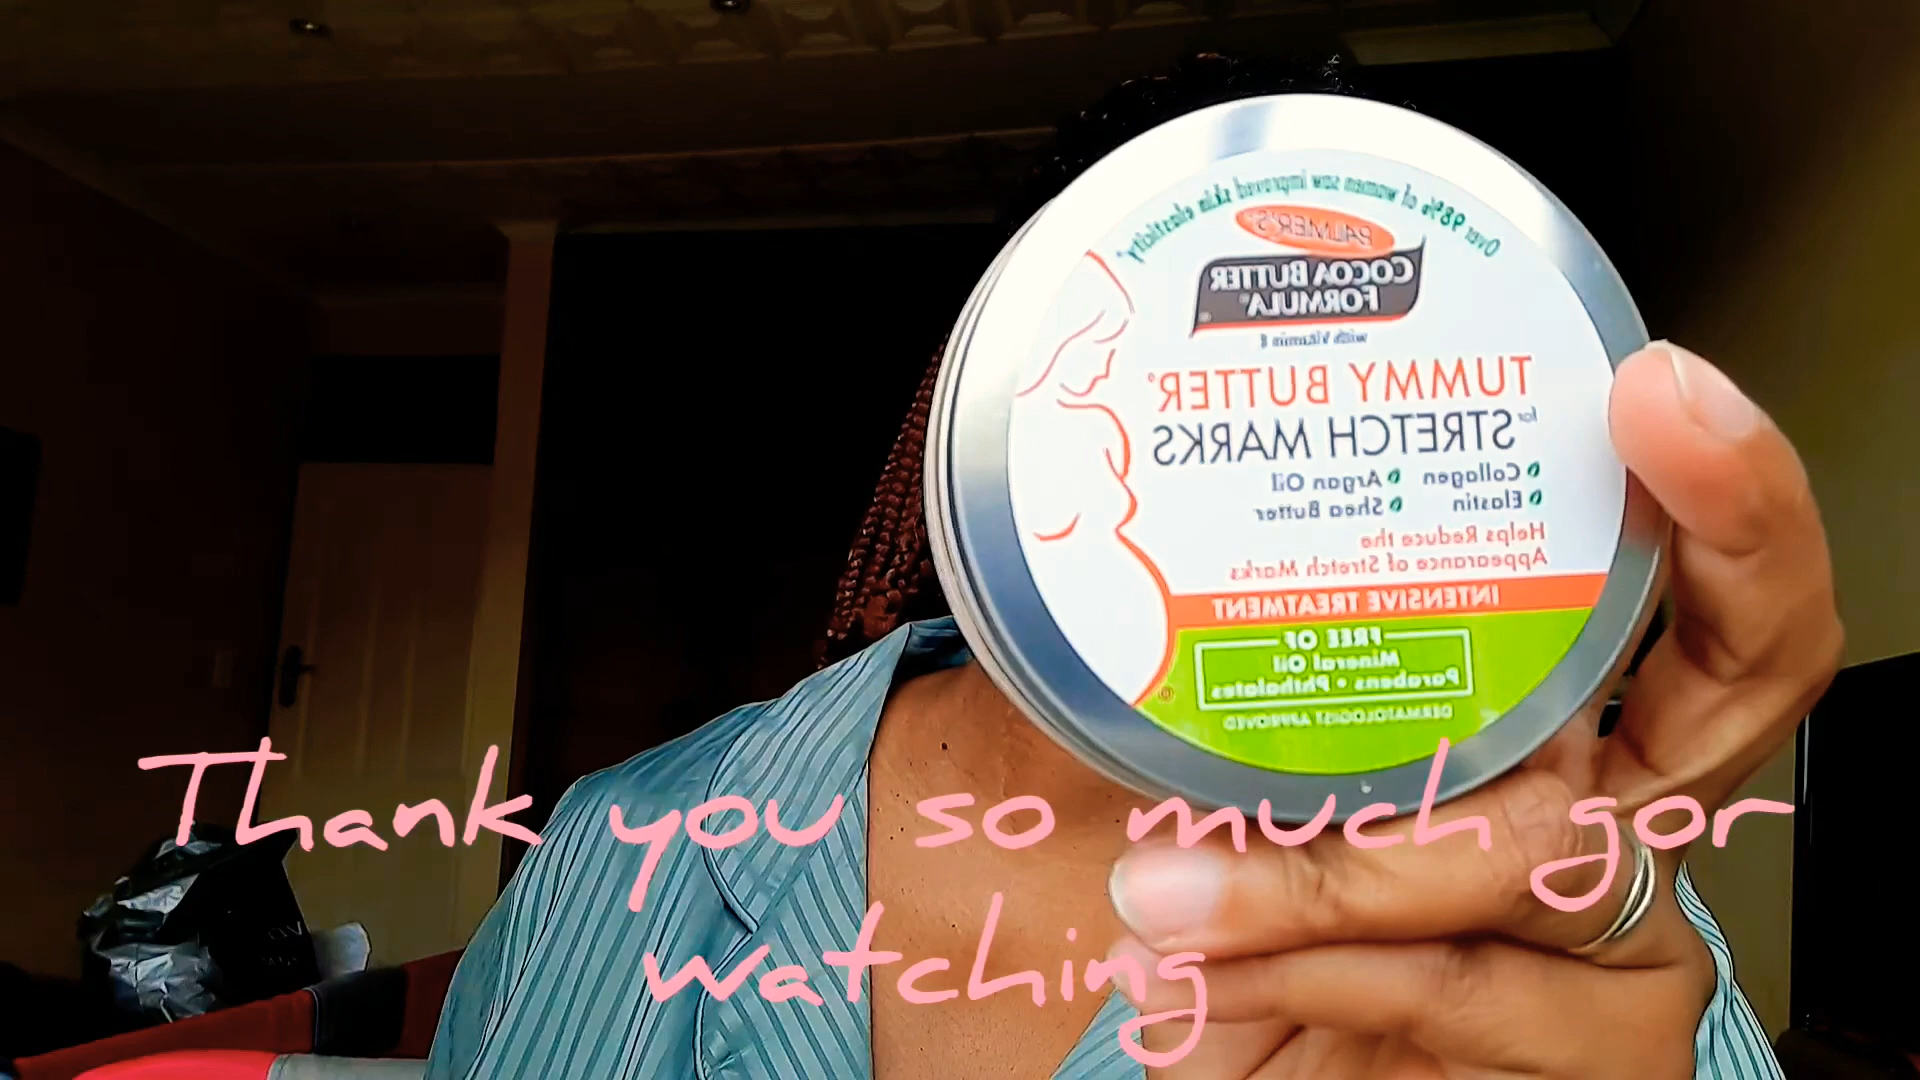 Over 98% of women saw improved skin elasticity*
PALMER'S
COCOA BUTTER
FORMULA®
with Vitamin E
TUMMY BUTTER®
for
STRETCH MARKS
Collagen Argan Oil
Elastin Shea Butter
Helps Reduce the
Appearance of Stretch Marks
INTENSIVE TREATMENT
FREE OF
Mineral Oil
Parabens • Phthalates
DERMATOLOGIST APPROVED
Thank you so much gor
watching